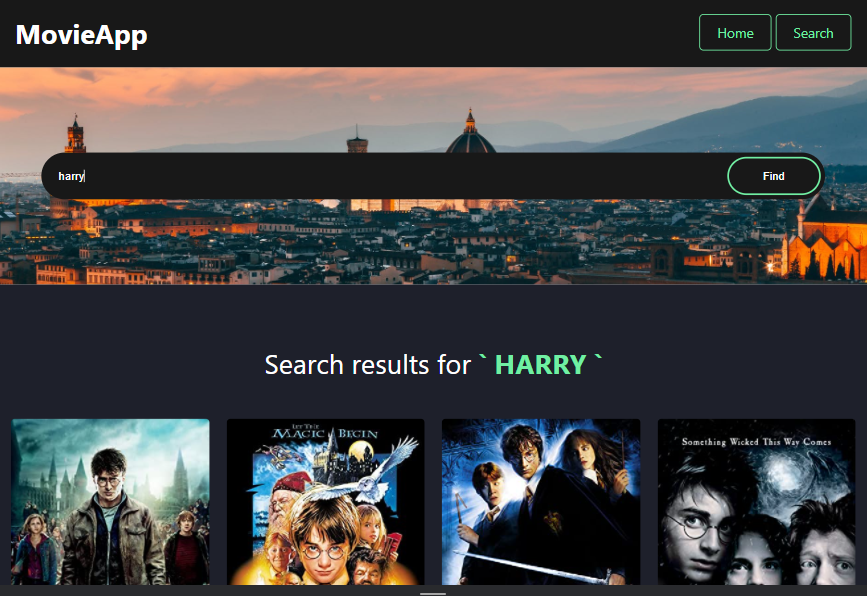 MovieApp
Home
Search
harry
Find
Search results for ` HARRY `
LET THE
MAGIC BEGIN
SOMETHING WICKED THIS WAY COMES